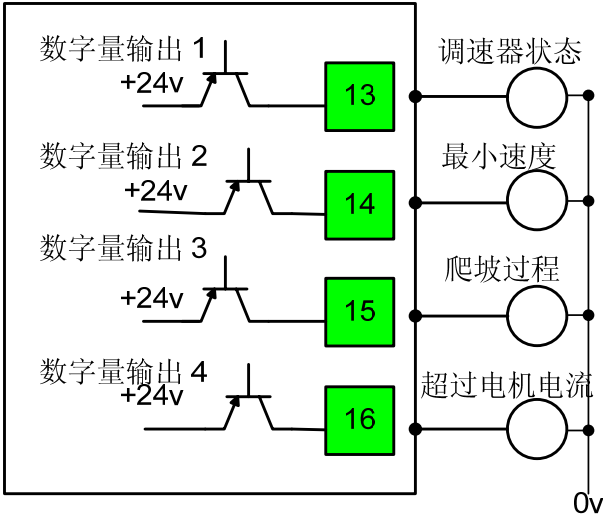 数字量输出 1
+24v
13
调速器状态
数字量输出 2
+24v
14
最小速度
数字量输出 3
+24v
15
爬坡过程
数字量输出 4
+24v
16
超过电机电流
0v